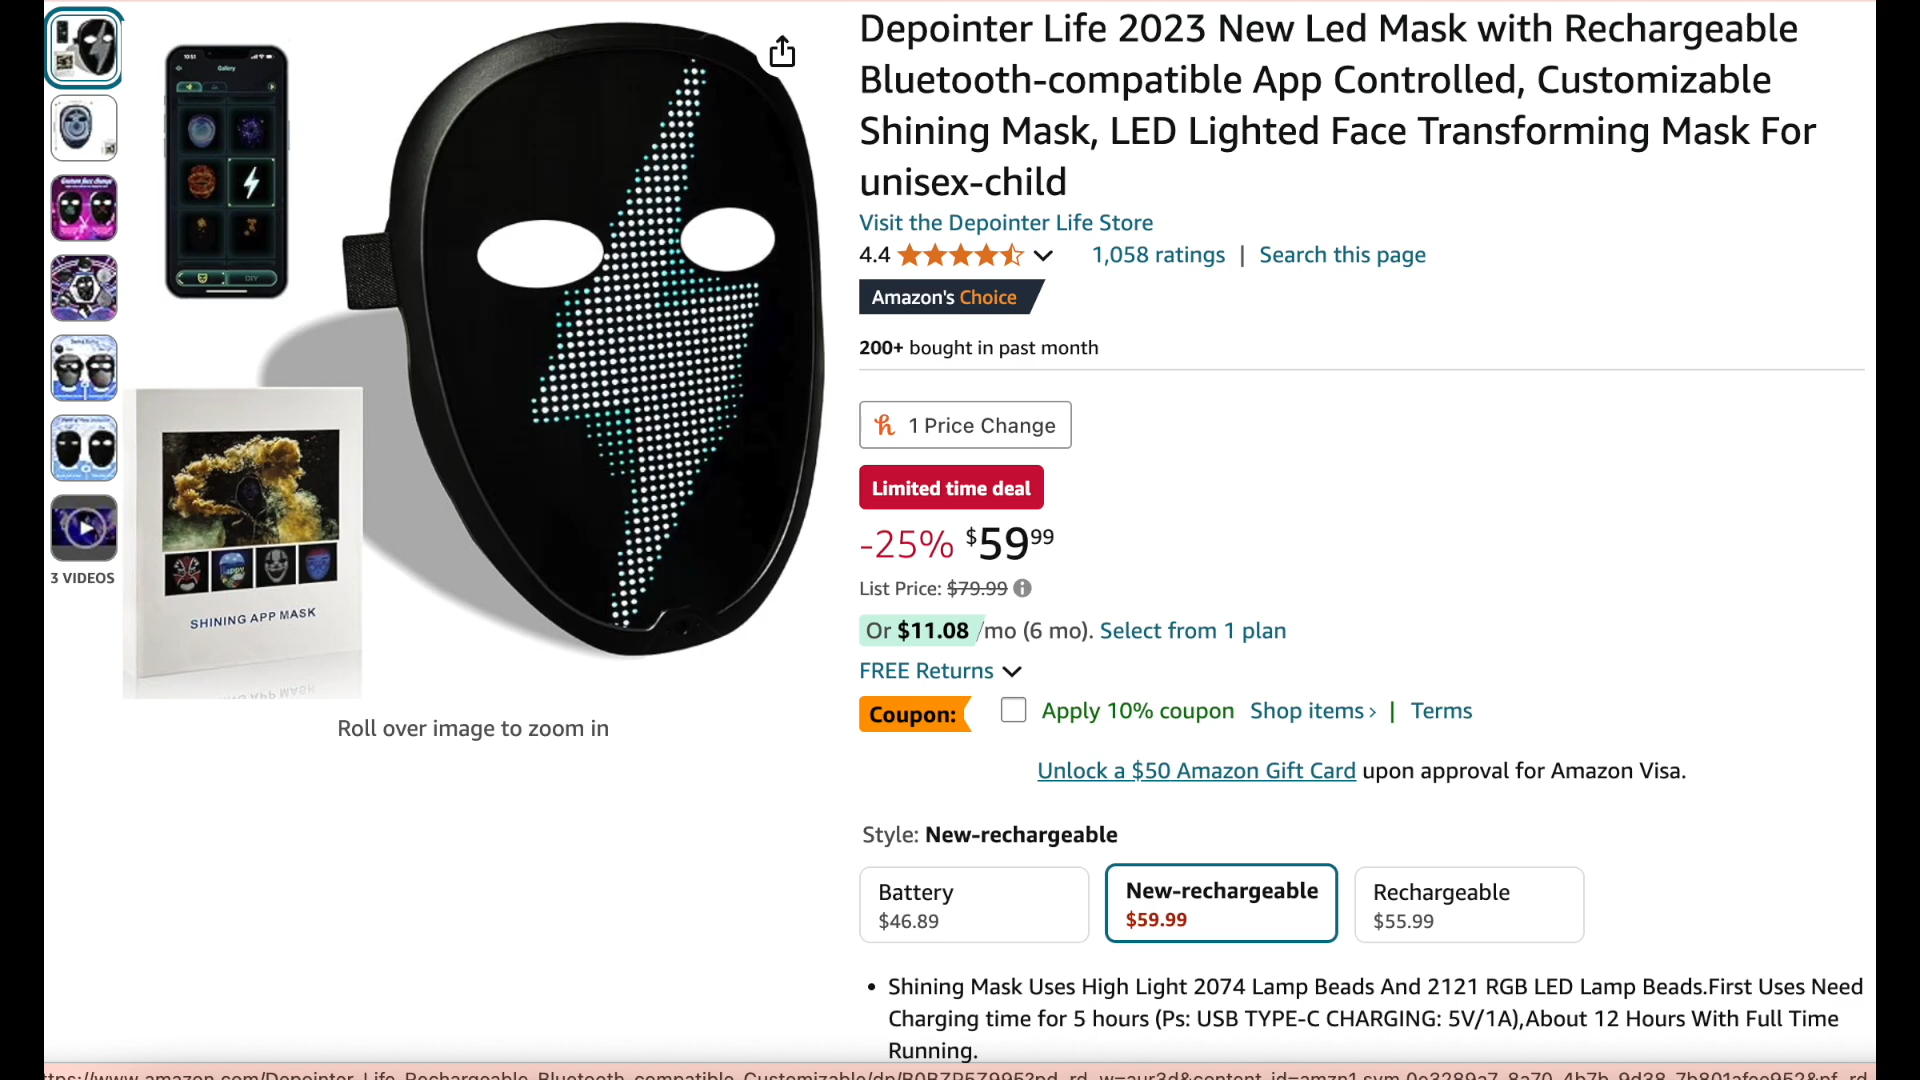 Depointer Life 2023 New Led Mask with Rechargeable
Bluetooth-compatible App Controlled, Customizable
Shining Mask, LED Lighted Face Transforming Mask For
unisex-child
Visit the Depointer Life Store
4.4
1,058 ratings | Search this page
Amazon's Choice
200+ bought in past month
1 Price Change
Limited time deal
-25% $59 99
List Price: $79.99
Or $11.08 /mo (6 mo). Select from 1 plan
FREE Returns
Coupon: Apply 10% coupon Shop items › | Terms
Unlock a $50 Amazon Gift Card upon approval for Amazon Visa.
Style: New-rechargeable
Battery
$46.89
New-rechargeable
$59.99
Rechargeable
$55.99
• Shining Mask Uses High Light 2074 Lamp Beads And 2121 RGB LED Lamp Beads.First Uses Need
Charging time for 5 hours (Ps: USB TYPE-C CHARGING: 5V/1A),About 12 Hours With Full Time
Running.
3 VIDEOS
10:51
Gallery
DIY
HAPPY
SHINING APP MASK
Roll over image to zoom in